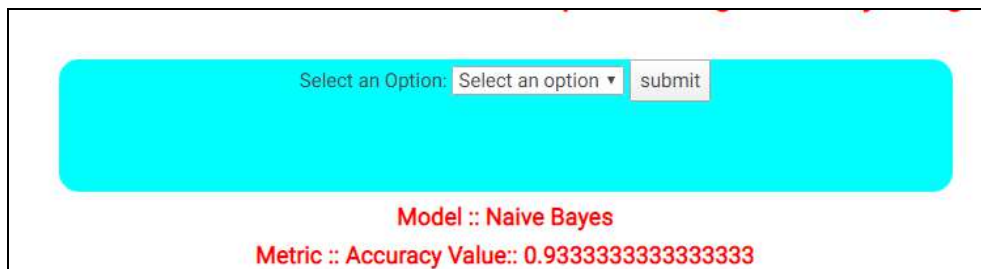 Select an Option: Select an option submit
Model :: Naive Bayes
Metric :: Accuracy Value:: 0.9333333333333333